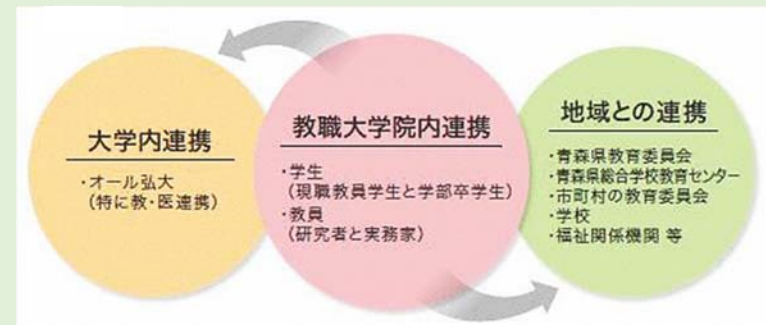 大学内連携
・オール弘大
(特に教・医連携)
教職大学院内連携
・学生
(現職教員学生と学部卒学生)
・教員
(研究者と実務家)
地域との連携
・青森県教育委員会
・青森県総合学校教育センター
・市町村の教育委員会
・学校
・福祉関係機関 等